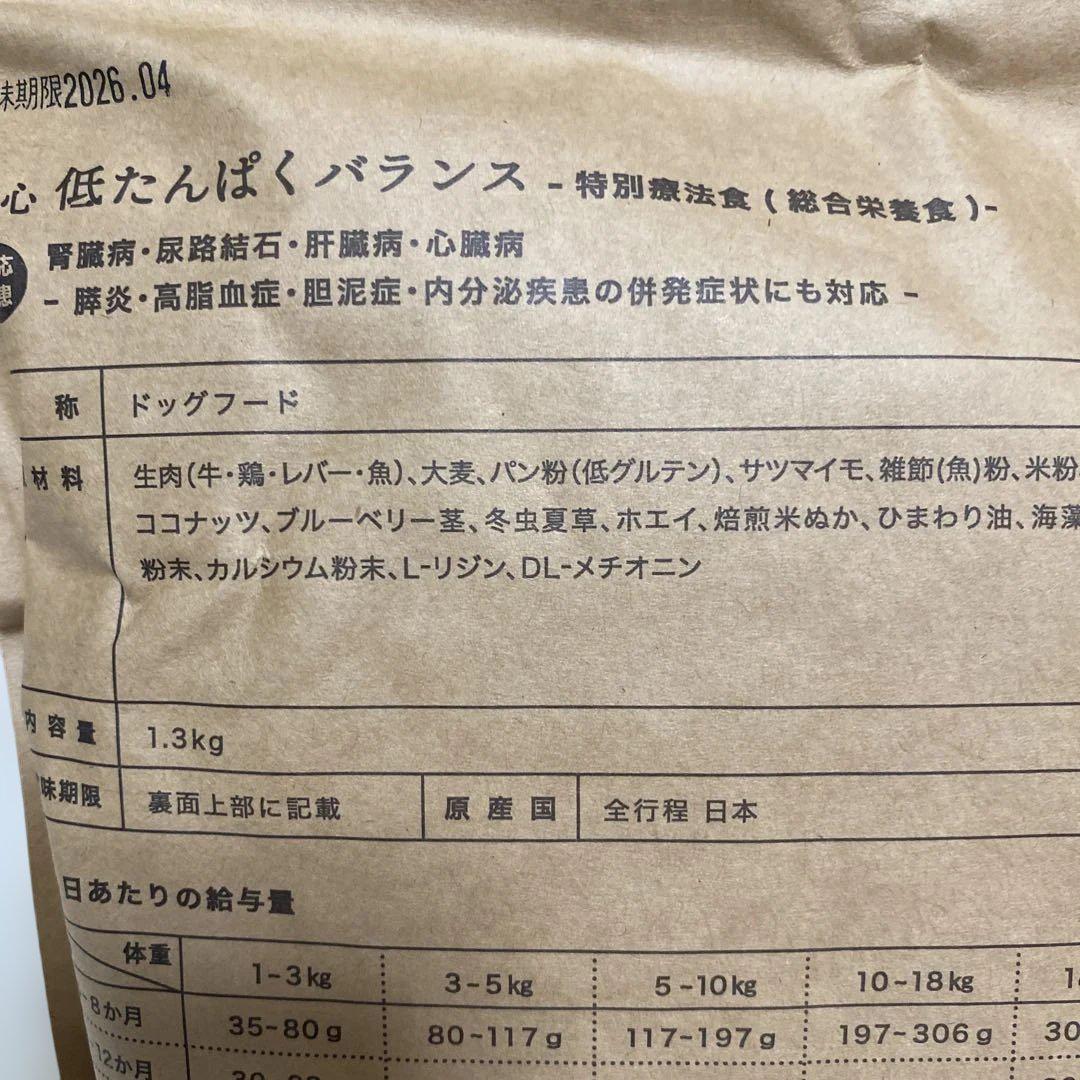 味期限2026.04
心 低たんぱくバランス - 特別療法食 ( 総合栄養食 ) -
応患
腎臓病・尿路結石・肝臓病・心臓病
- 膵炎・高脂血症・胆泥症・内分泌疾患の併発症状にも対応 -
称 ドッグフード
材料 生肉(牛・鶏・レバー・魚)、大麦、パン粉(低グルテン)、サツマイモ、雑節(魚)粉、米粉
ココナッツ、ブルーベリー茎、冬虫夏草、ホエイ、焙煎米ぬか、ひまわり油、海藻
粉末、カルシウム粉末、L-リジン、DL-メチオニン
内容量 1.3kg
味期限 裏面上部に記載 原産国 全行程 日本
日あたりの給与量
体重 1-3kg 3-5kg 5-10kg 10-18kg
-8か月 35-80g 80-117g 117-197g 197-306g 30
-12か月